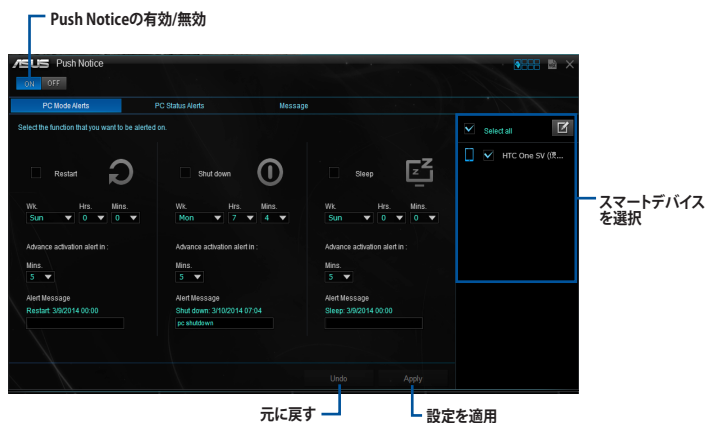 Push Noticeの有効/無効
ASUS Push Notice
ON OFF
PC Mode Alerts PC Status Alerts Message
Select the function that you want to be alerted on.
Select all
Restart Shut down Sleep
HTC One SV (...
Wk. Hrs. Mins. Wk. Hrs. Mins. Wk. Hrs. Mins.
Sun 0 0 Mon 7 4 Sun 0 0
スマートデバイス
を選択
Advance activation alert in : Advance activation alert in : Advance activation alert in :
Mins. Mins. Mins.
5 5 5
Alert Message Alert Message Alert Message
Restart: 3/9/2014 00:00 Shut down: 3/10/2014 07:04 Sleep: 3/9/2014 00:00
pc shutdown
Undo Apply
元に戻す 設定を適用